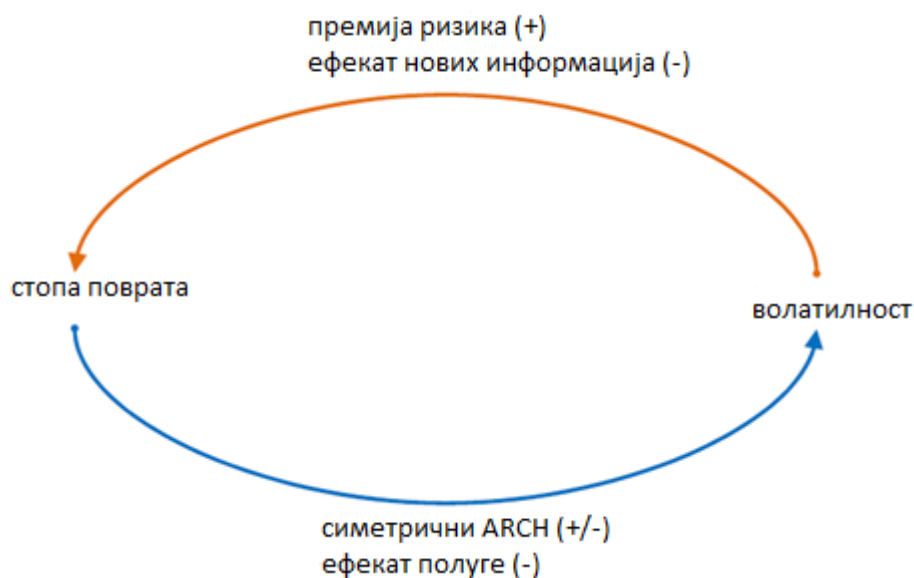 премија ризика (+)
ефекат нових информација (-)
стопа поврата
волатилност
симетрични ARCH (+/-)
ефекат полуге (-)